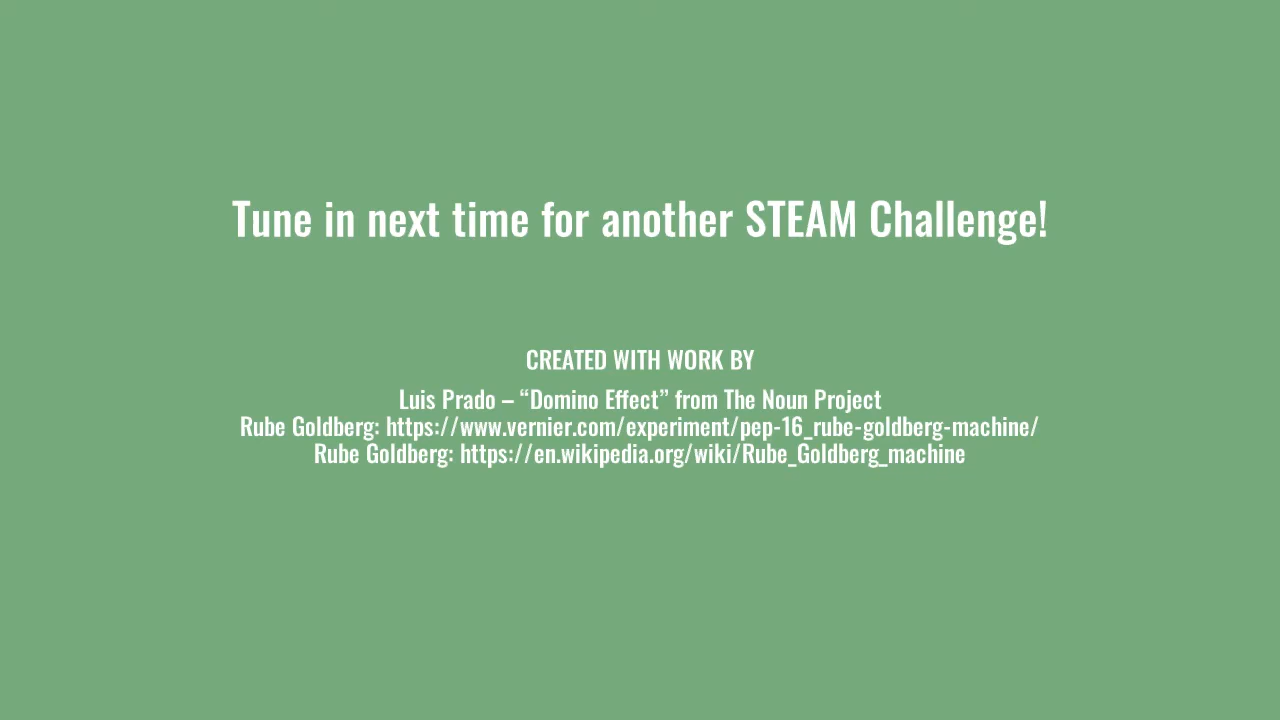 Tune in next time for another STEAM Challenge!
CREATED WITH WORK BY
Luis Prado – “Domino Effect” from The Noun Project
Rube Goldberg: https://www.vernier.com/experiment/pep-16_rube-goldberg-machine/
Rube Goldberg: https://en.wikipedia.org/wiki/Rube_Goldberg_machine